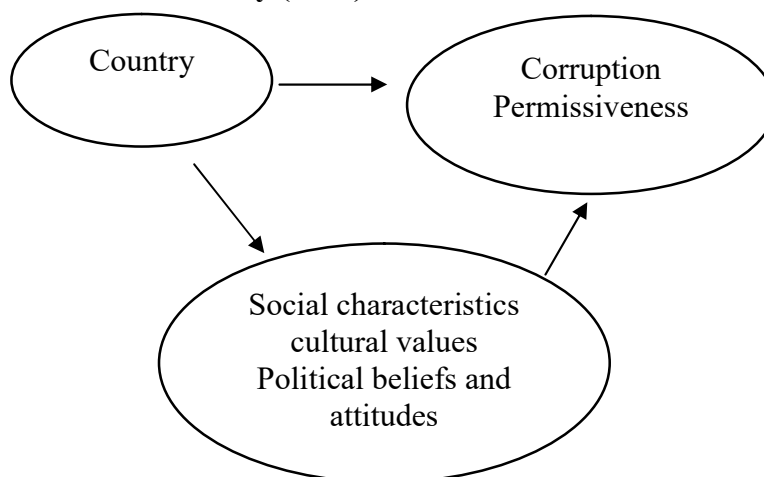 Country
Corruption
Permissiveness
Social characteristics
cultural values
Political beliefs and
attitudes